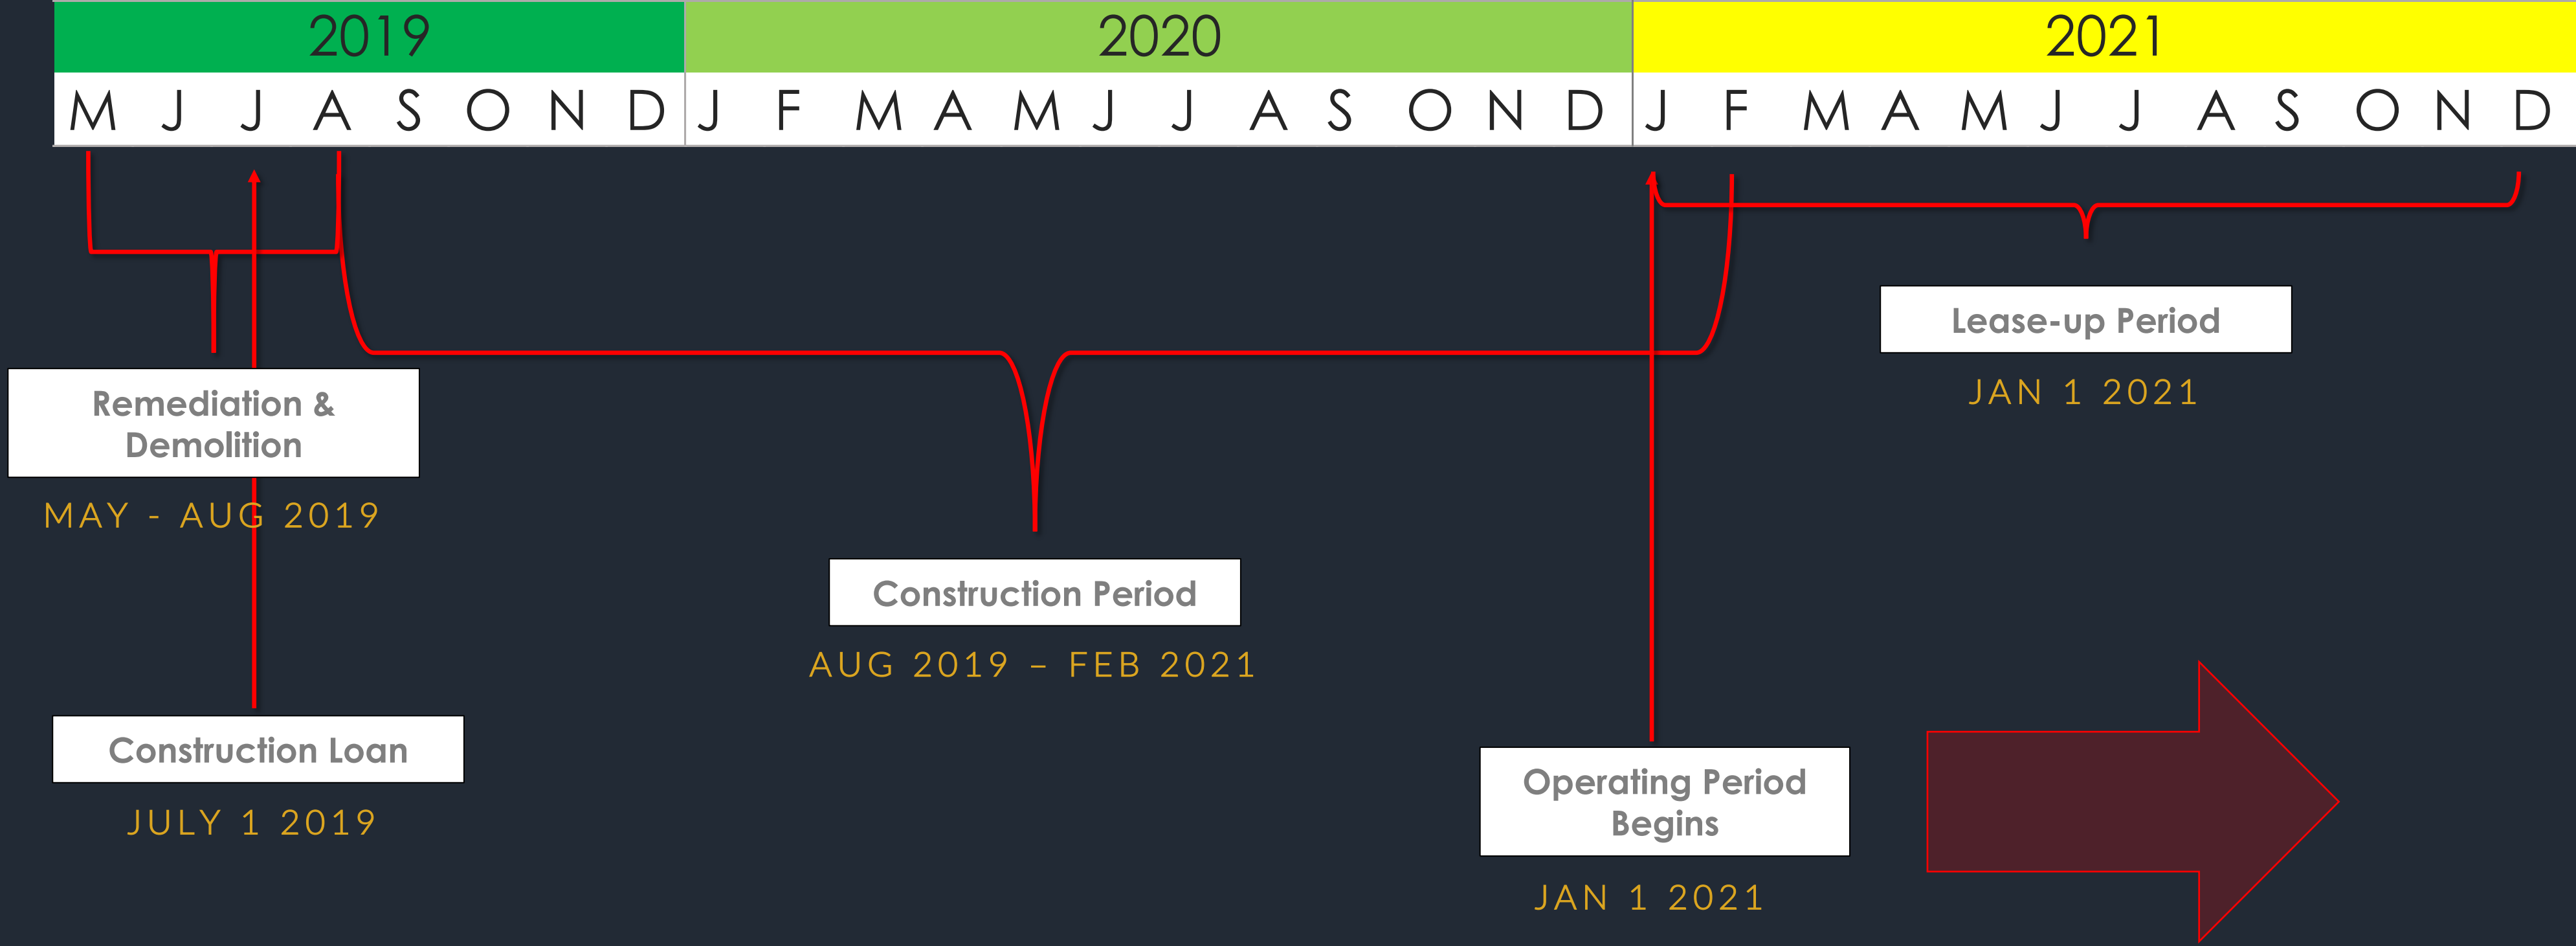 2019 2020 2021
M J J A S O N D J F M A M J J A S O N D J F M A M J J A S O N D
Lease-up Period
JAN 1 2021
Remediation &
Demolition
MAY - AUG 2019
Construction Period
AUG 2019 – FEB 2021
Construction Loan
JULY 1 2019
Operating Period
Begins
JAN 1 2021